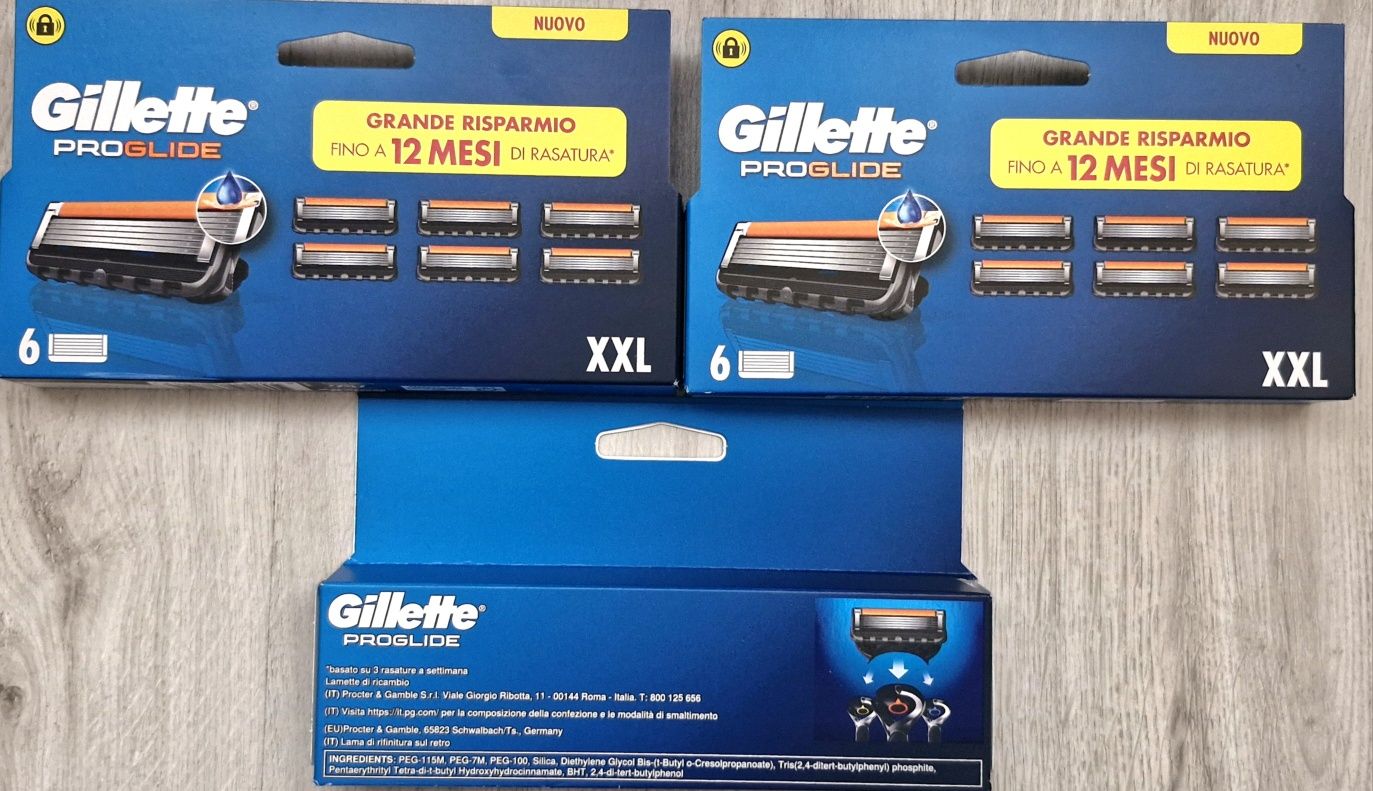 NUOVO
Gillette®
PROGLIDE
GRANDE RISPARMIO
FINO A 12 MESI DI RASATURA*
6
XXL
NUOVO
Gillette®
PROGLIDE
GRANDE RISPARMIO
FINO A 12 MESI DI RASATURA*
6
XXL
Gillette®
PROGLIDE
*basato su 3 rasature a settimana
Lamette di ricambio
(IT) Procter & Gamble S.r.l. Viale Giorgio Ribotta, 11 - 00144 Roma - Italia. T: 800 125 656
(IT) Visita https://it.pg.com/ per la composizione della confezione e le modalità di smaltimento
(EU)Procter & Gamble, 65823 Schwalbach/Ts., Germany
(IT) Lama di rifinitura sul retro
INGREDIENTS: PEG-115M, PEG-7M, PEG-100, Silica, Diethylene Glycol Bis-(t-Butyl o-Cresolpropanoate), Tris(2,4-ditert-butylphenyl) phosphite,
Pentaerythrityl Tetra-di-t-butyl Hydroxyhydrocinnamate, BHT, 2,4-di-tert-butylphenol